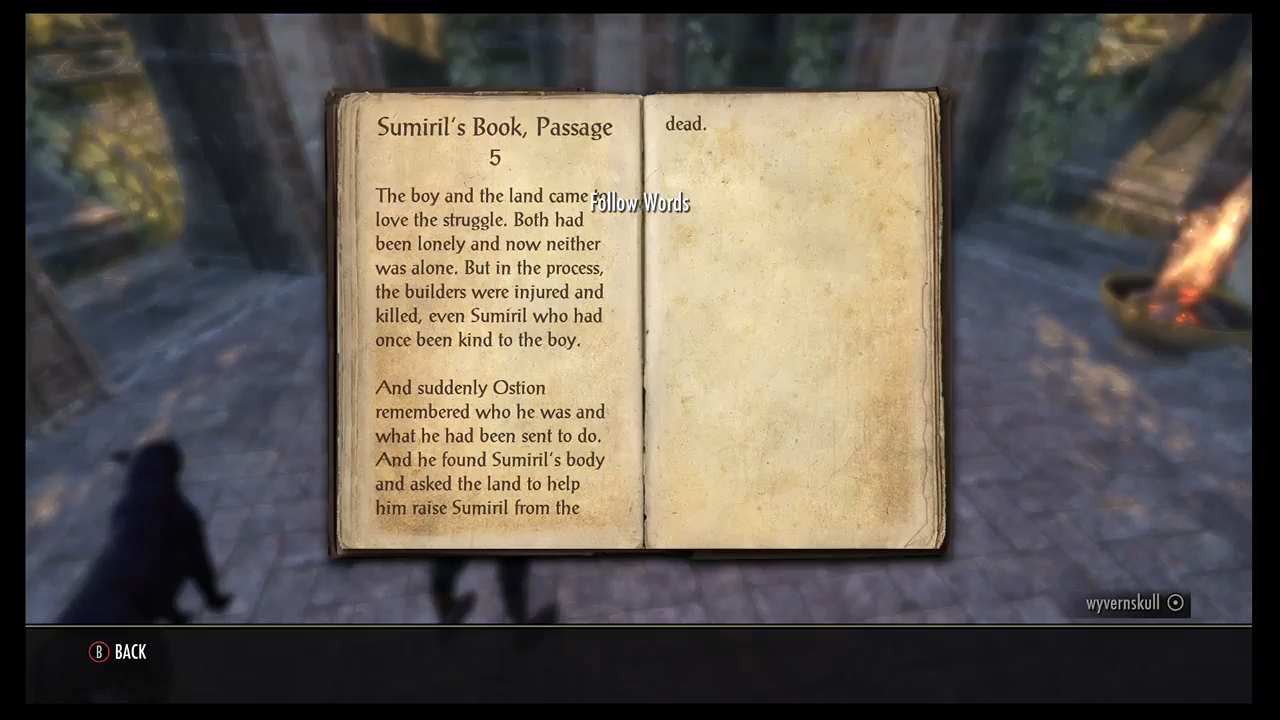 Sumiril's Book, Passage
5
The boy and the land came
love the struggle. Both had
been lonely and now neither
was alone. But in the process,
the builders were injured and
killed, even Sumiril who had
once been kind to the boy.
And suddenly Ostion
remembered who he was and
what he had been sent to do.
And he found Sumiril's body
and asked the land to help
him raise Sumiril from the
dead.
Follow Words
wyvernskull
B BACK